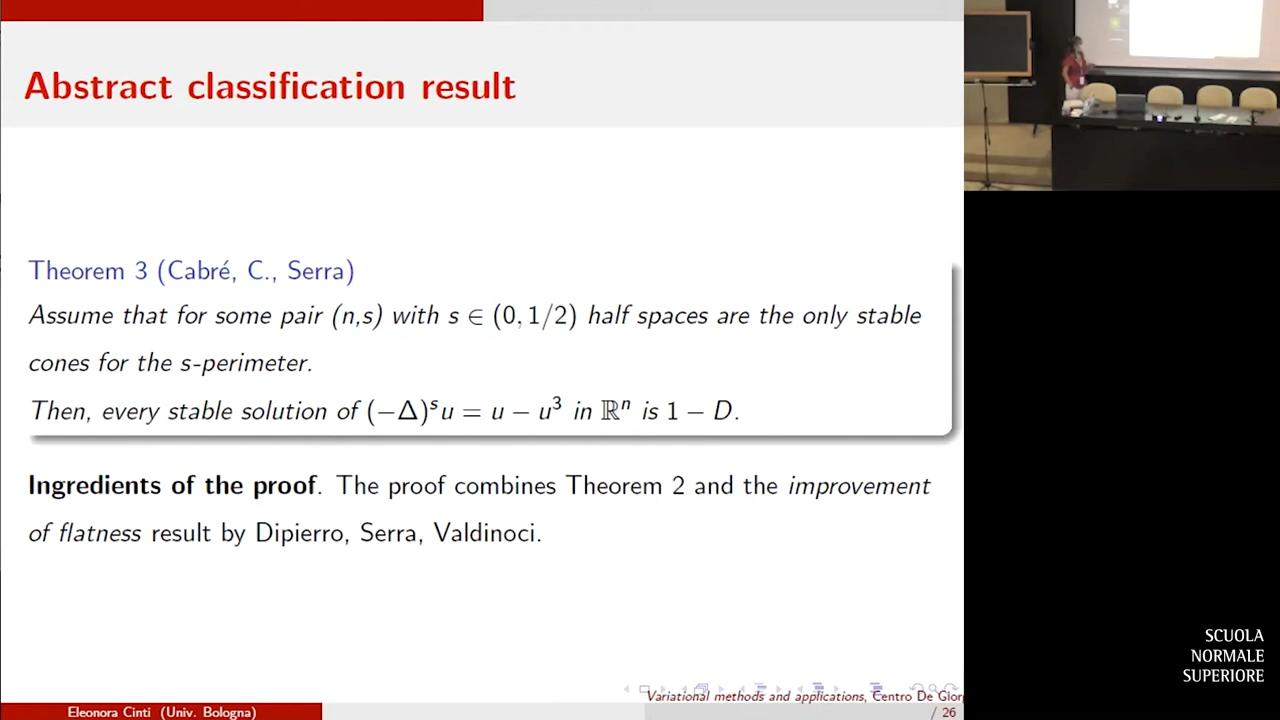 Abstract classification result
Theorem 3 (Cabré, C., Serra)
Assume that for some pair (n,s) with s ∈ (0, 1/2) half spaces are the only stable
cones for the s-perimeter.
Then, every stable solution of (−Δ)ˢu = u − u³ in ℝⁿ is 1 − D.
Ingredients of the proof. The proof combines Theorem 2 and the improvement
of flatness result by Dipierro, Serra, Valdinoci.
SCUOLA
NORMALE
SUPERIORE
Variational methods and applications, Centro De Gior
Eleonora Cinti (Univ. Bologna)
/ 26